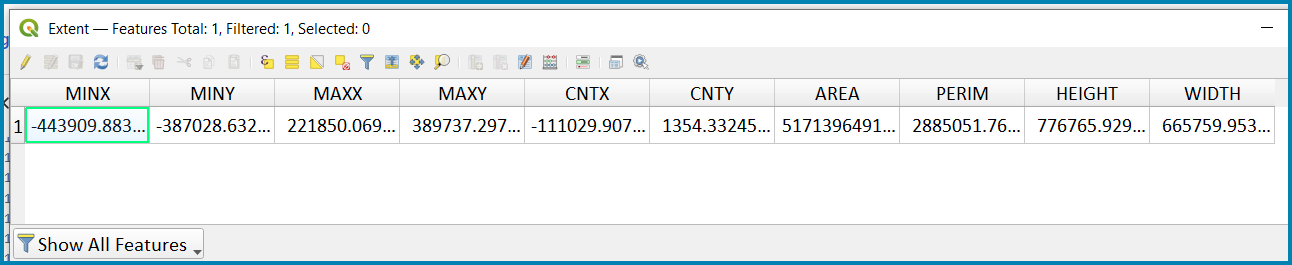 Extent — Features Total: 1, Filtered: 1, Selected: 0
MINX MINY MAXX MAXY CNTX CNTY AREA PERIM HEIGHT WIDTH
1 -443909.883... -387028.632... 221850.069... 389737.297... -111029.907... 1354.33245... 5171396491... 2885051.76... 776765.929... 665759.953...
Show All Features